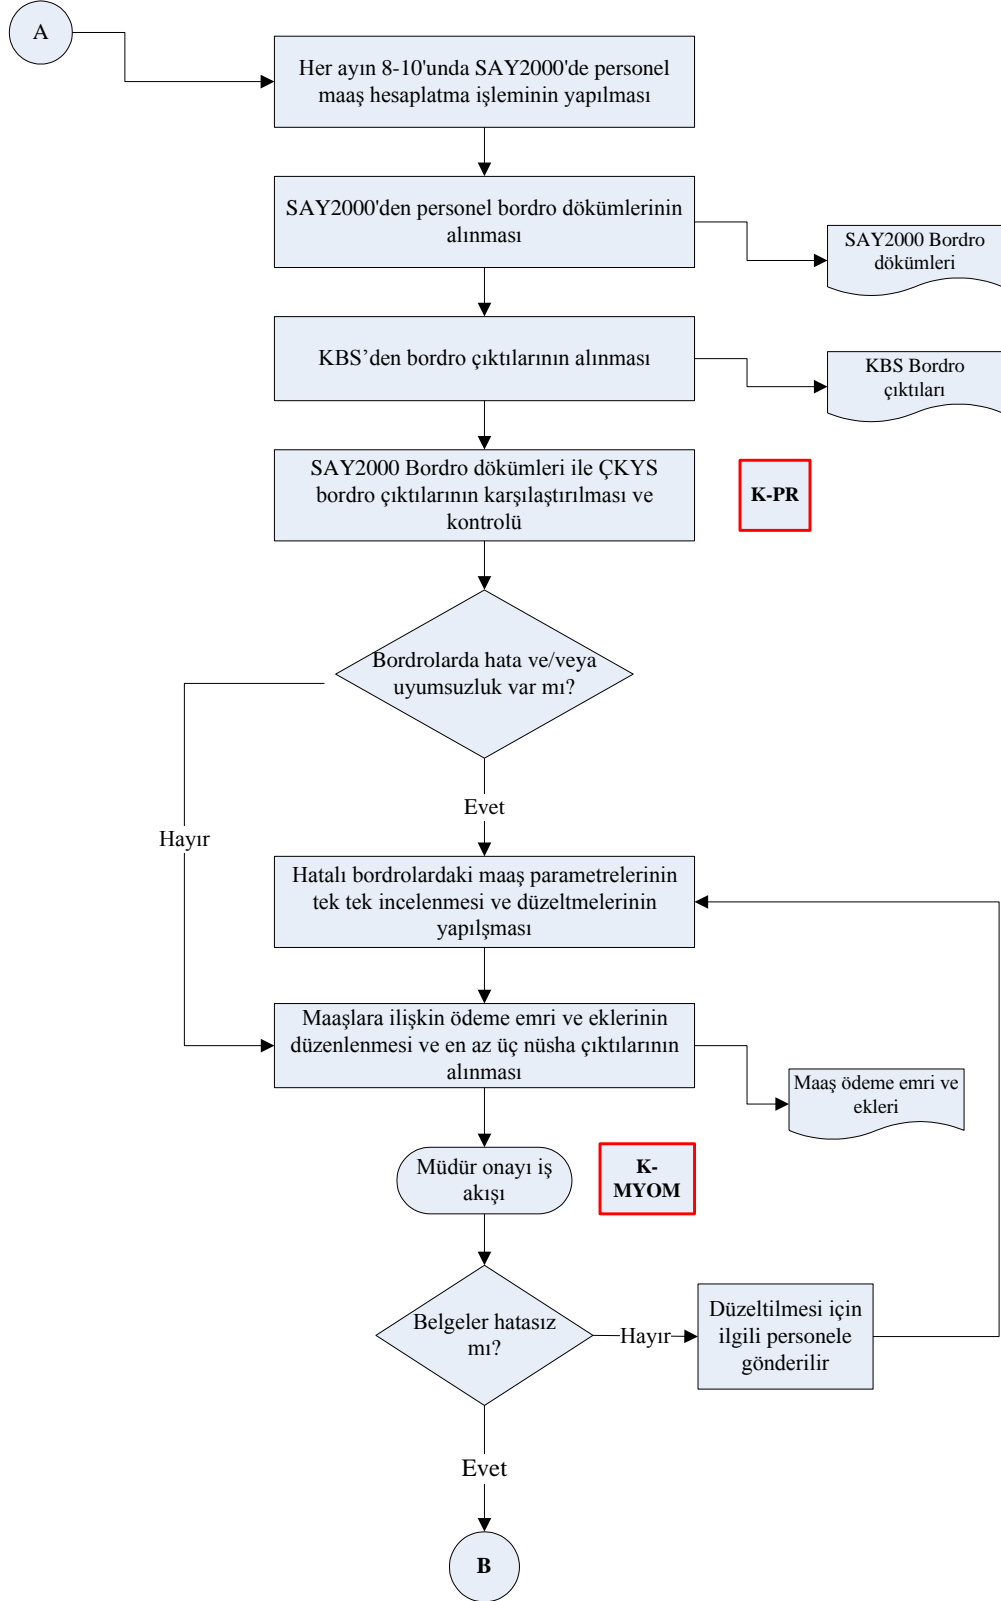 A
Her ayın 8-10'unda SAY2000'de personel
maaş hesaplatma işleminin yapılması
SAY2000'den personel bordro dökümlerinin
alınması
SAY2000 Bordro
dökümleri
KBS’den bordro çıktılarının alınması
KBS Bordro
çıktıları
SAY2000 Bordro dökümleri ile ÇKYS
bordro çıktılarının karşılaştırılması ve
kontrolü
K-PR
Bordrolarda hata ve/veya
uyumsuzluk var mı?
Evet
Hayır
Hatalı bordrolardaki maaş parametrelerinin
tek tek incelenmesi ve düzeltmelerinin
yapılşması
Maaşlara ilişkin ödeme emri ve eklerinin
düzenlenmesi ve en az üç nüsha çıktılarının
alınması
Maaş ödeme emri ve
ekleri
Müdür onayı iş
akışı
K-
MYOM
Belgeler hatasız
mı?
Hayır
Düzeltilmesi için
ilgili personele
gönderilir
Evet
B